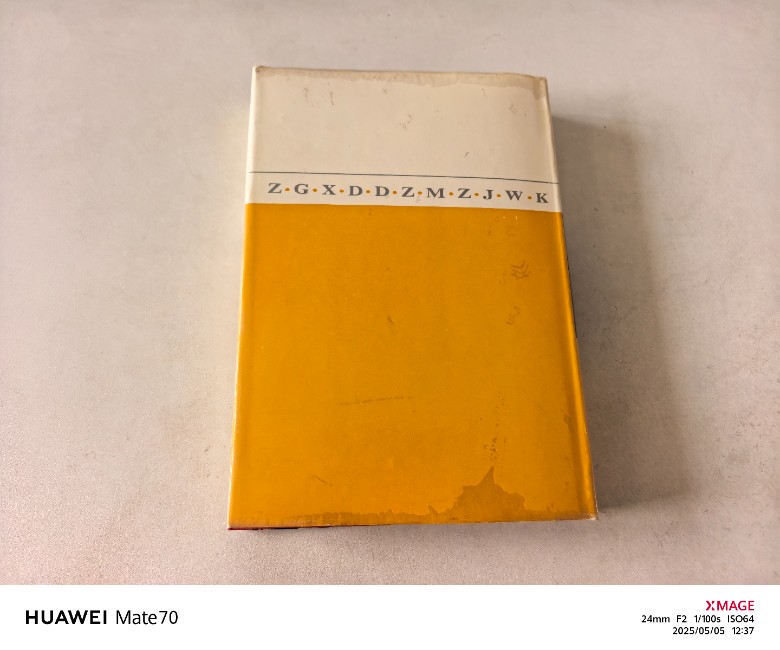 Z·G·X·D·D·Z·M·Z·J·W·K
HUAWEI Mate70
XMAGE
24mm F2 1/100s ISO64
2025/05/05 12:37